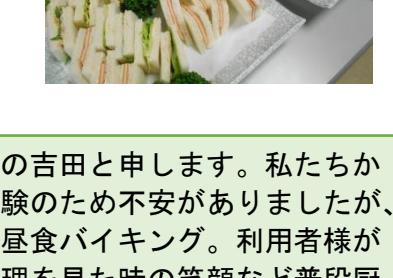 の吉田と申します。私たちか
験のため不安がありましたが、
昼食バイキング。利用者様が
理を見た時の笑顔など普段厨